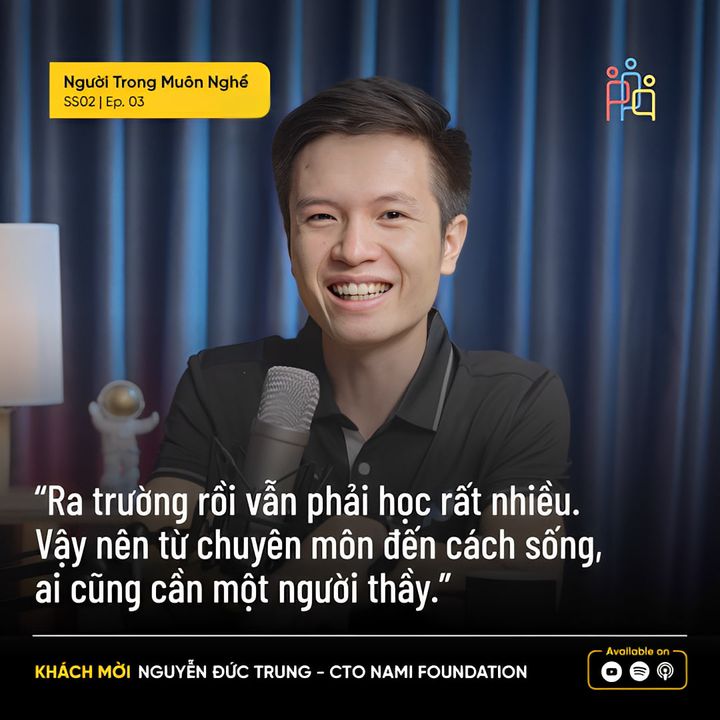 Người Trong Muôn Nghề
SS02 | Ep. 03
“Ra trường rồi vẫn phải học rất nhiều.
Vậy nên từ chuyên môn đến cách sống,
ai cũng cần một người thầy.”
KHÁCH MỜI NGUYỄN ĐỨC TRUNG - CTO NAMI FOUNDATION
Available on